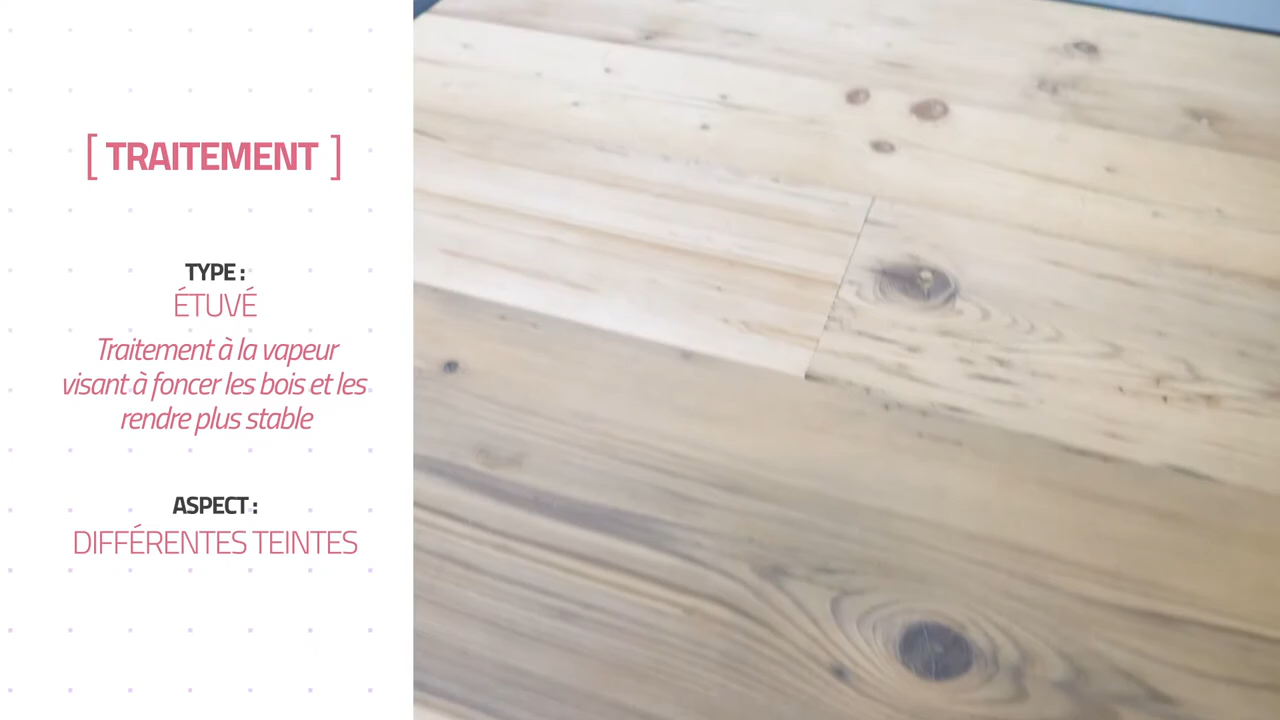 [ TRAITEMENT ]
TYPE :
ÉTUVÉ
Traitement à la vapeur
visant à foncer les bois et les
rendre plus stable
ASPECT :
DIFFÉRENTES TEINTES